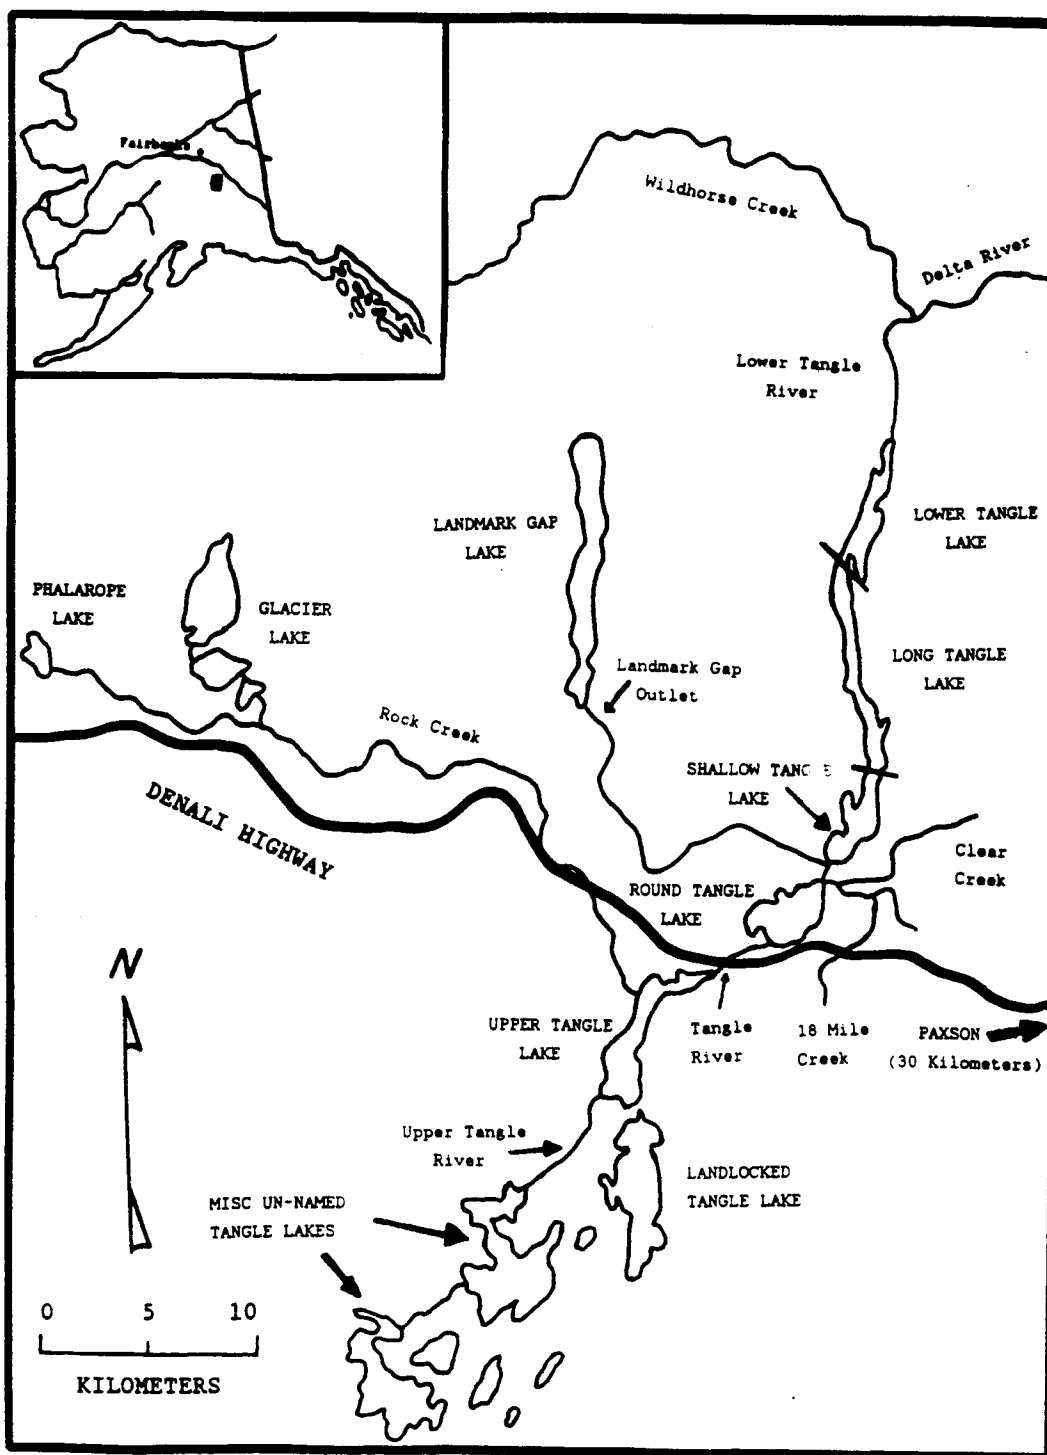 Fairbanks
Wildhorse Creek
Delta River
Lower Tangle
River
LANDMARK GAP
LAKE
LOWER TANGLE
LAKE
PHALAROPE
LAKE
GLACIER
LAKE
Landmark Gap
Outlet
LONG TANGLE
LAKE
Rock Creek
SHALLOW TANGLE
LAKE
DENALI HIGHWAY
Clear
Creek
ROUND TANGLE
LAKE
N
UPPER TANGLE
LAKE
Tangle
River
18 Mile
Creek
PAXSON
(30 Kilometers)
Upper Tangle
River
LANDLOCKED
TANGLE LAKE
MISC UN-NAMED
TANGLE LAKES
0 5 10
KILOMETERS